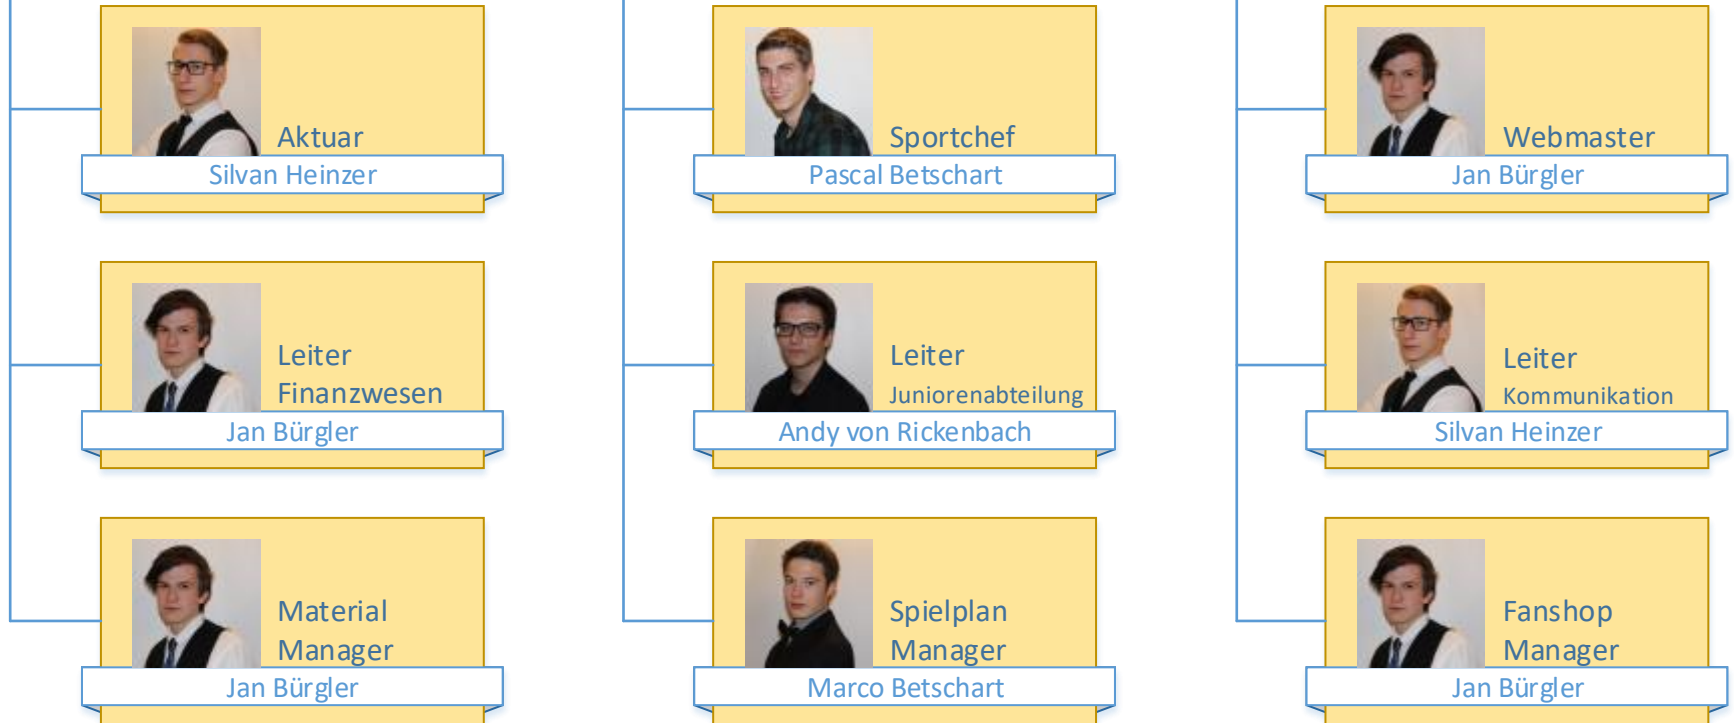 Aktuar
Silvan Heinzer
Sportchef
Pascal Betschart
Webmaster
Jan Bürgler
Leiter
Finanzwesen
Jan Bürgler
Leiter
Juniorenabteilung
Andy von Rickenbach
Leiter
Kommunikation
Silvan Heinzer
Material
Manager
Jan Bürgler
Spielplan
Manager
Marco Betschart
Fanshop
Manager
Jan Bürgler